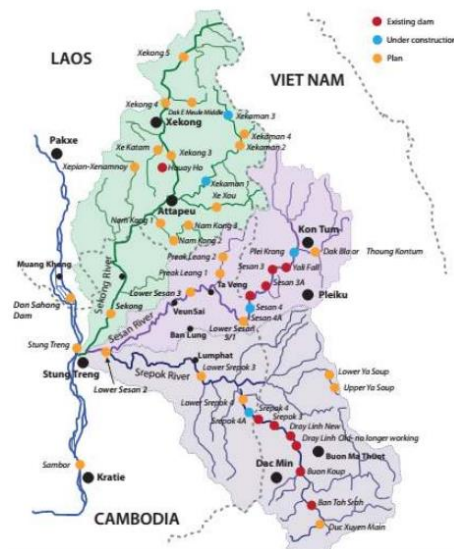 Existing dam
Under construction
Plan
LAOS
VIET NAM
Xekong 5
Xekong 4
Dak E Meule Middle
Xekaman 3
Xekong
Pakxe
Xe Katam
Xekong 3
Xekaman 4
Xekaman 2
Xepian-Xenamnoy
Houay Ho
Xekaman 1
Xe Xou
Attapeu
Nam Kong 1
Nam Kong 3
Nam Kong 2
Kon Tum
Plei Krong
Dak Bla or Thoung Kontum
Preak Leang 2
Preak Leang 1
Sesan 3
Yali Fall
Muang Khong
Sekong River
Ta Veng
Sesan 3A
Lower Sesan 3
Pleiku
Don Sahong
Dam
Sekong
VeunSai
Sesan 4
Sesan 4A
Sesan River
Ban Lung
Lower Sesan
5/1
Stung Treng
Stung Treng
Lumphat
Lower Sesan 2
Srepok River
Lower Srepok 3
Lower Ya Soup
Upper Ya Soup
Lower Srepok 4
Srepok 4
Srepok 4A
Srepok 3
Dray Linh New
Dray Linh Old- no longer working
Buon Ma Thuot
Sambor
Kratie
Dac Min
Buon Koup
Ban Toh Srah
CAMBODIA
Duc Xuyen Main